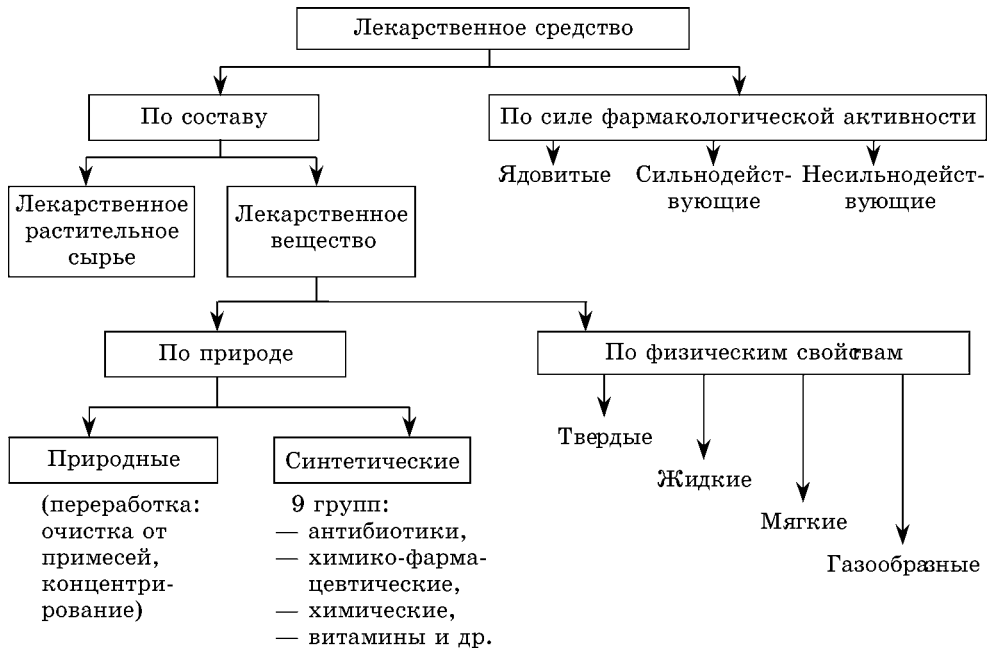 Лекарственное средство
По составу
По силе фармакологической активности
Ядовитые
Сильнодейст-
вующие
Несильнодейст-
вующие
Лекарственное
растительное
сырье
Лекарственное
вещество
По природе
По физическим свойствам
Природные
(переработка:
очистка от
примесей,
концентри-
рование)
Синтетические
9 групп:
— антибиотики,
— химико-фарма-
цевтические,
— химические,
— витамины и др.
Твердые
Жидкие
Мягкие
Газообразные